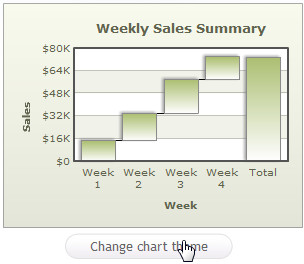 Weekly Sales Summary
$80K
$64K
$48K
$32K
$16K
$0
Sales
Week Week Week Week Total
1 2 3 4
Week
Change chart theme